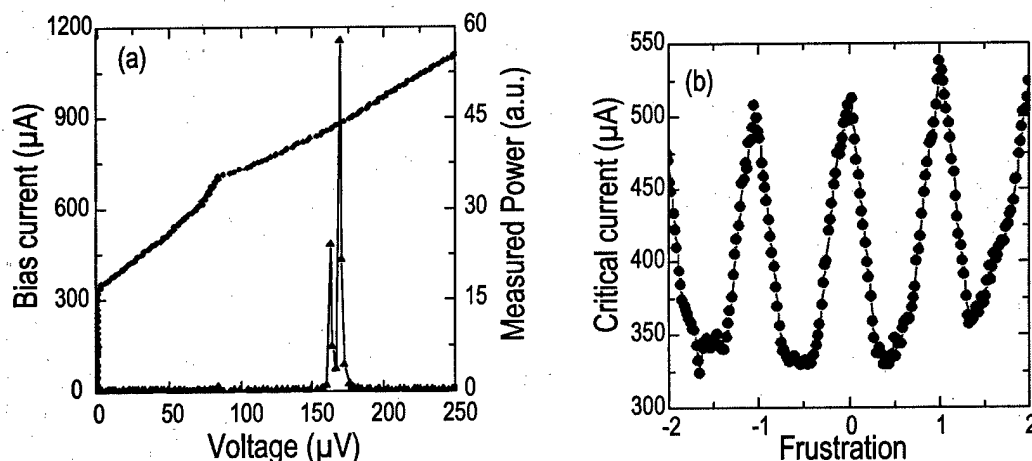 (a)
1200
900
600
300
0
Bias current (µA)
60
45
30
15
0
Measured Power (a.u.)
0 50 100 150 200 250
Voltage (µV)
(b)
550
500
450
400
350
300
Critical current (µA)
-2 -1 0 1 2
Frustration